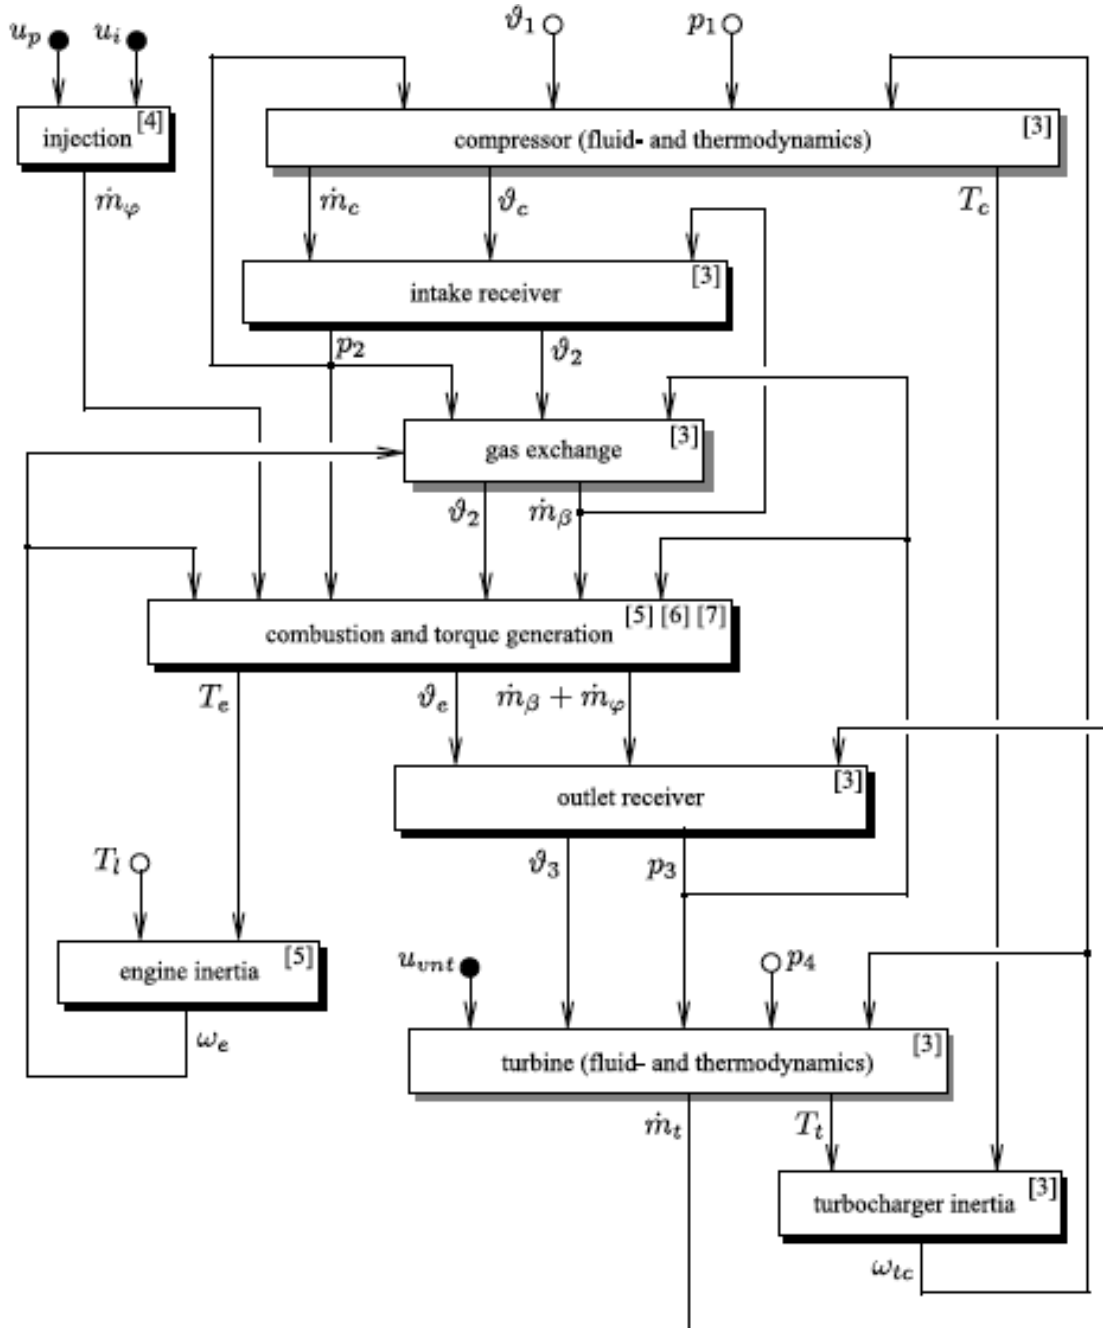 u_p u_i ϑ_1 p_1
injection [4]
compressor (fluid- and thermodynamics) [3]
ṁ_φ ṁ_c ϑ_c T_c
intake receiver [3]
p_2 ϑ_2
gas exchange [3]
ϑ_2 ṁ_β
combustion and torque generation [5] [6] [7]
T_e ϑ_e ṁ_β + ṁ_φ
outlet receiver [3]
T_l ϑ_3 p_3
engine inertia [5]
u_vnt p_4
ω_e
turbine (fluid- and thermodynamics) [3]
ṁ_t T_t
turbocharger inertia [3]
ω_tc